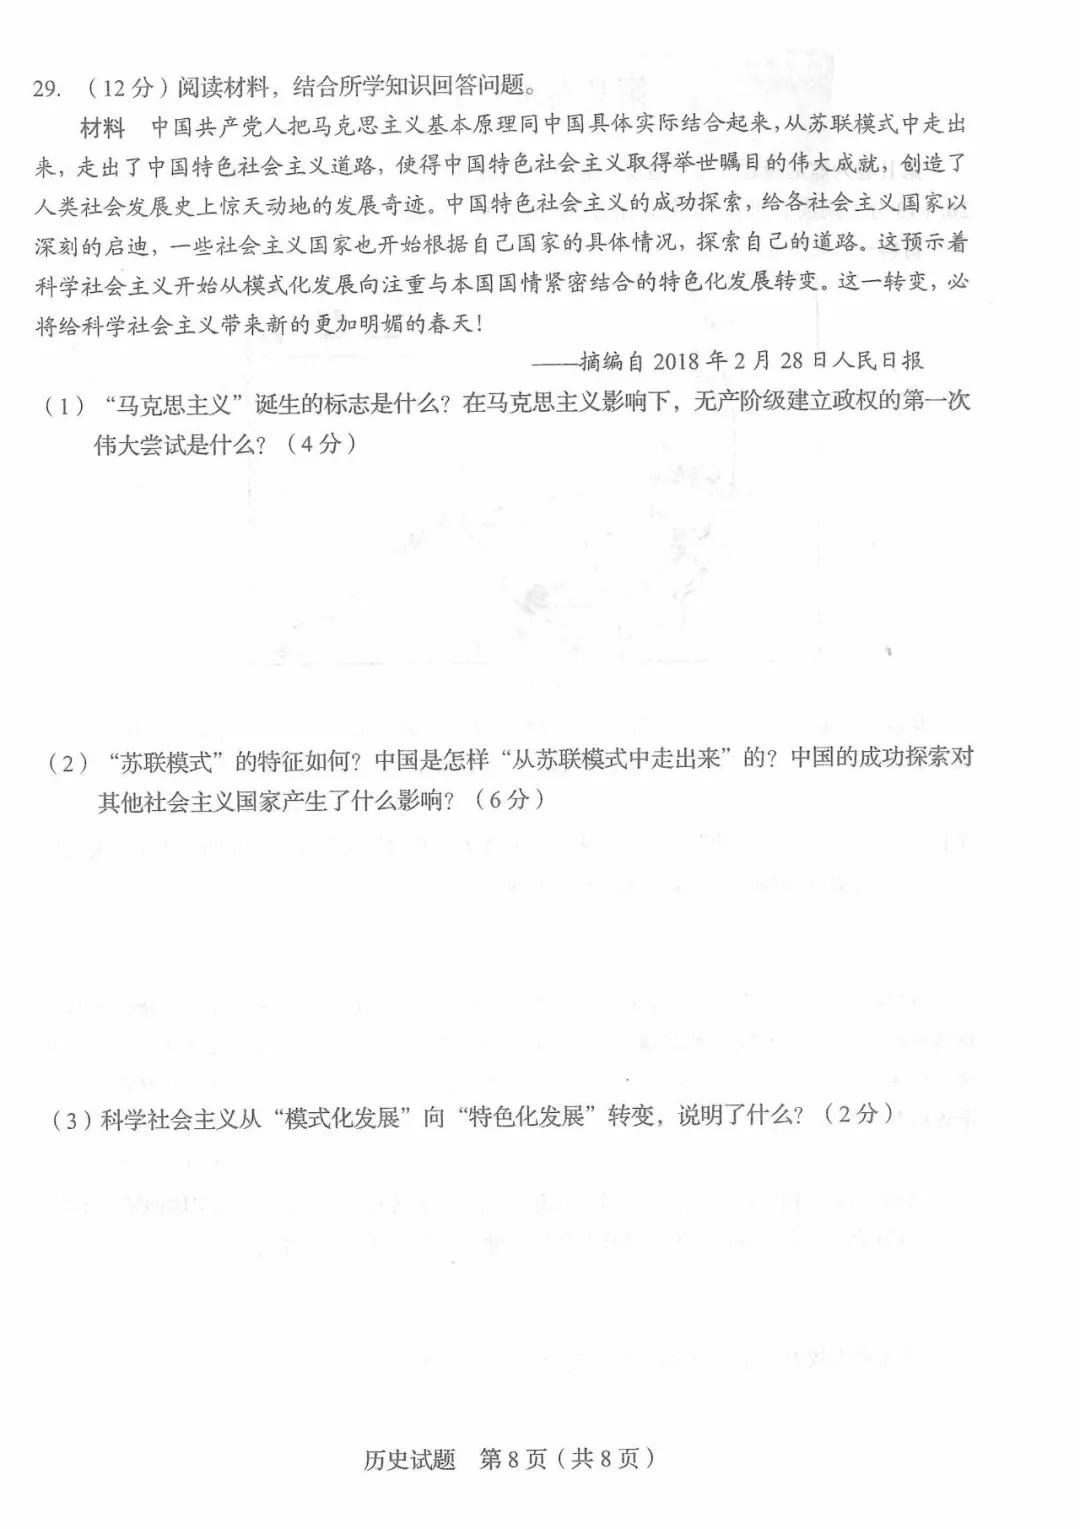 29. （12 分）阅读材料，结合所学知识回答问题。
材料　中国共产党人把马克思主义基本原理同中国具体实际结合起来，从苏联模式中走出
来，走出了中国特色社会主义道路，使得中国特色社会主义取得举世瞩目的伟大成就，创造了
人类社会发展史上惊天动地的发展奇迹。中国特色社会主义的成功探索，给各社会主义国家以
深刻的启迪，一些社会主义国家也开始根据自己国家的具体情况，探索自己的道路。这预示着
科学社会主义开始从模式化发展向注重与本国国情紧密结合的特色化发展转变。这一转变，必
将给科学社会主义带来新的更加明媚的春天！
——摘编自 2018 年 2 月 28 日人民日报
（1）“马克思主义”诞生的标志是什么？在马克思主义影响下，无产阶级建立政权的第一次
伟大尝试是什么？（4 分）
（2）“苏联模式”的特征如何？中国是怎样“从苏联模式中走出来”的？中国的成功探索对
其他社会主义国家产生了什么影响？（6 分）
（3）科学社会主义从“模式化发展”向“特色化发展”转变，说明了什么？（2 分）
历史试题　第 8 页（共 8 页）